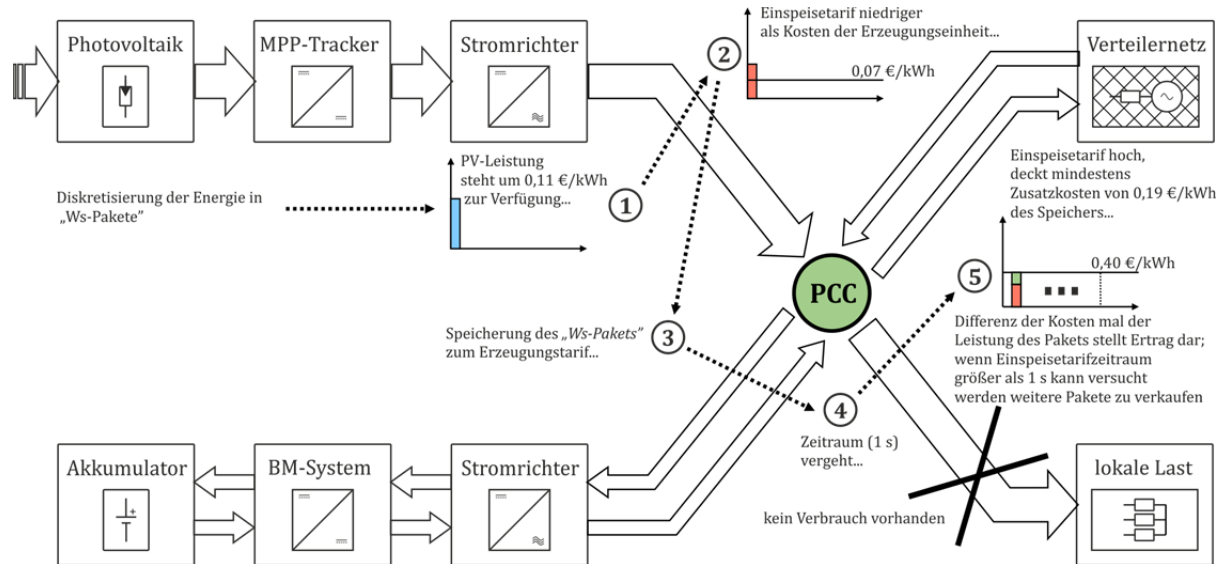 Photovoltaik
MPP-Tracker
Stromrichter
2
Einspeisetarif niedriger
als Kosten der Erzeugungseinheit...
0,07 €/kWh
Verteilernetz
Diskretisierung der Energie in
„Ws-Pakete”
PV-Leistung
steht um 0,11 €/kWh
zur Verfügung...
1
Einspeisetarif hoch,
deckt mindestens
Zusatzkosten von 0,19 €/kWh
des Speichers...
PCC
5
0,40 €/kWh
Speicherung des „Ws-Pakets”
zum Erzeugungstarif...
3
Differenz der Kosten mal der
Leistung des Pakets stellt Ertrag dar;
wenn Einspeisetarifzeitraum
größer als 1 s kann versucht
werden weitere Pakete zu verkaufen
4
Zeitraum (1 s)
vergeht...
Akkumulator
+
BM-System
Stromrichter
kein Verbrauch vorhanden
lokale Last